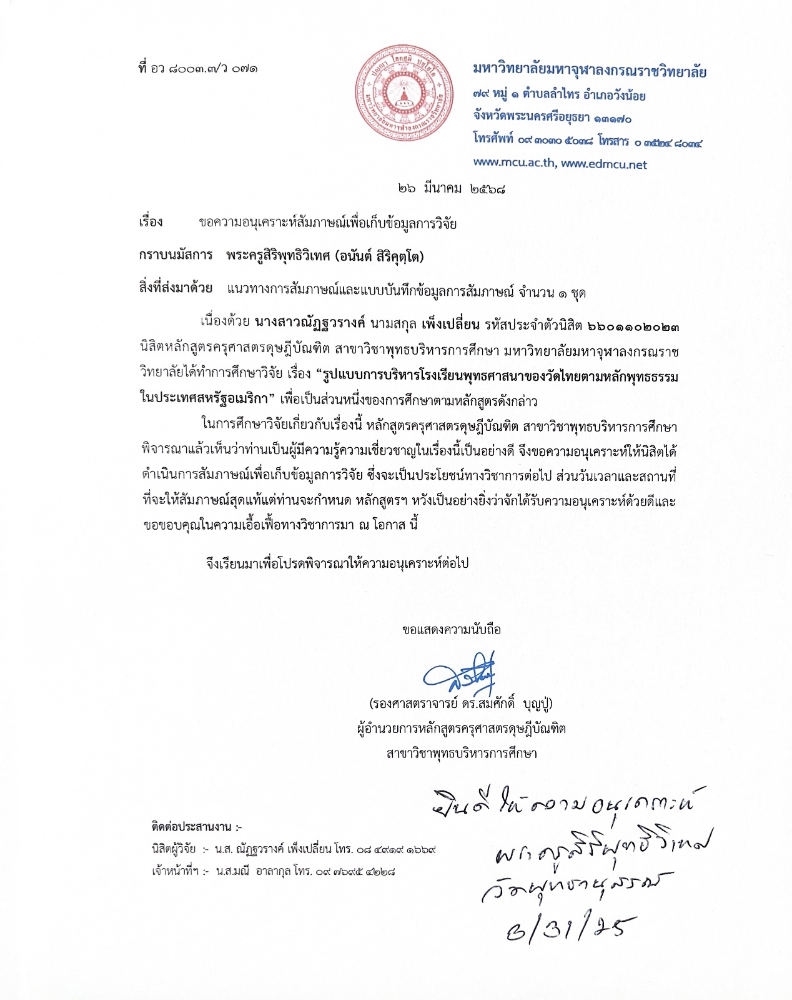 ที่ อว ๘๐๐๓.๓/ว ๐๗๑
ปญฺญา โลกสฺมิ ปชฺโชโต
มหาวิทยาลัยมหาจุฬาลงกรณราชวิทยาลัย
มหาวิทยาลัยมหาจุฬาลงกรณราชวิทยาลัย
๗๙ หมู่ ๑ ตำบลลำไทร อำเภอวังน้อย
จังหวัดพระนครศรีอยุธยา ๑๓๑๗๐
โทรศัพท์ ๐๙ ๓๐๓๐ ๕๐๓๘ โทรสาร ๐ ๓๕๒๔ ๘๐๓๔
www.mcu.ac.th, www.edmcu.net
๒๖ มีนาคม ๒๕๖๘
เรื่อง ขอความอนุเคราะห์สัมภาษณ์เพื่อเก็บข้อมูลการวิจัย
กราบนมัสการ พระครูสิริพุทธิวิเทศ (อนันต์ สิริคุตฺโต)
สิ่งที่ส่งมาด้วย แนวทางการสัมภาษณ์และแบบบันทึกข้อมูลการสัมภาษณ์ จำนวน ๑ ชุด
เนื่องด้วย นางสาวณัฏฐวรางค์ นามสกุล เพ็งเปลี่ยน รหัสประจำตัวนิสิต ๖๖๐๑๑๐๒๐๒๓
นิสิตหลักสูตรครุศาสตรดุษฎีบัณฑิต สาขาวิชาพุทธบริหารการศึกษา มหาวิทยาลัยมหาจุฬาลงกรณราช
วิทยาลัยได้ทำการศึกษาวิจัย เรื่อง “รูปแบบการบริหารโรงเรียนพุทธศาสนาของวัดไทยตามหลักพุทธธรรม
ในประเทศสหรัฐอเมริกา” เพื่อเป็นส่วนหนึ่งของการศึกษาตามหลักสูตรดังกล่าว
ในการศึกษาวิจัยเกี่ยวกับเรื่องนี้ หลักสูตรครุศาสตรดุษฎีบัณฑิต สาขาวิชาพุทธบริหารการศึกษา
พิจารณาแล้วเห็นว่าท่านเป็นผู้มีความรู้ความเชี่ยวชาญในเรื่องนี้เป็นอย่างดี จึงขอความอนุเคราะห์ให้นิสิตได้
ดำเนินการสัมภาษณ์เพื่อเก็บข้อมูลการวิจัย ซึ่งจะเป็นประโยชน์ทางวิชาการต่อไป ส่วนวันเวลาและสถานที่
ที่จะให้สัมภาษณ์สุดแท้แต่ท่านจะกำหนด หลักสูตรฯ หวังเป็นอย่างยิ่งว่าจักได้รับความอนุเคราะห์ด้วยดีและ
ขอขอบคุณในความเอื้อเฟื้อทางวิชาการมา ณ โอกาส นี้
จึงเรียนมาเพื่อโปรดพิจารณาให้ความอนุเคราะห์ต่อไป
ขอแสดงความนับถือ
(รองศาสตราจารย์ ดร.สมศักดิ์ บุญปู่)
ผู้อำนวยการหลักสูตรครุศาสตรดุษฎีบัณฑิต
สาขาวิชาพุทธบริหารการศึกษา
ติดต่อประสานงาน :-
นิสิตผู้วิจัย :- น.ส. ณัฏฐวรางค์ เพ็งเปลี่ยน โทร. ๐๘ ๔๙๑๙ ๑๖๖๙
เจ้าหน้าที่ฯ :- น.ส.มณี อาลากุล โทร. ๐๙ ๗๖๙๕ ๔๒๒๘
ยินดีให้ความอนุเคราะห์
พระครูสิริพุทธิวิเทศ
วัดพุทธานุสรณ์
3/31/25